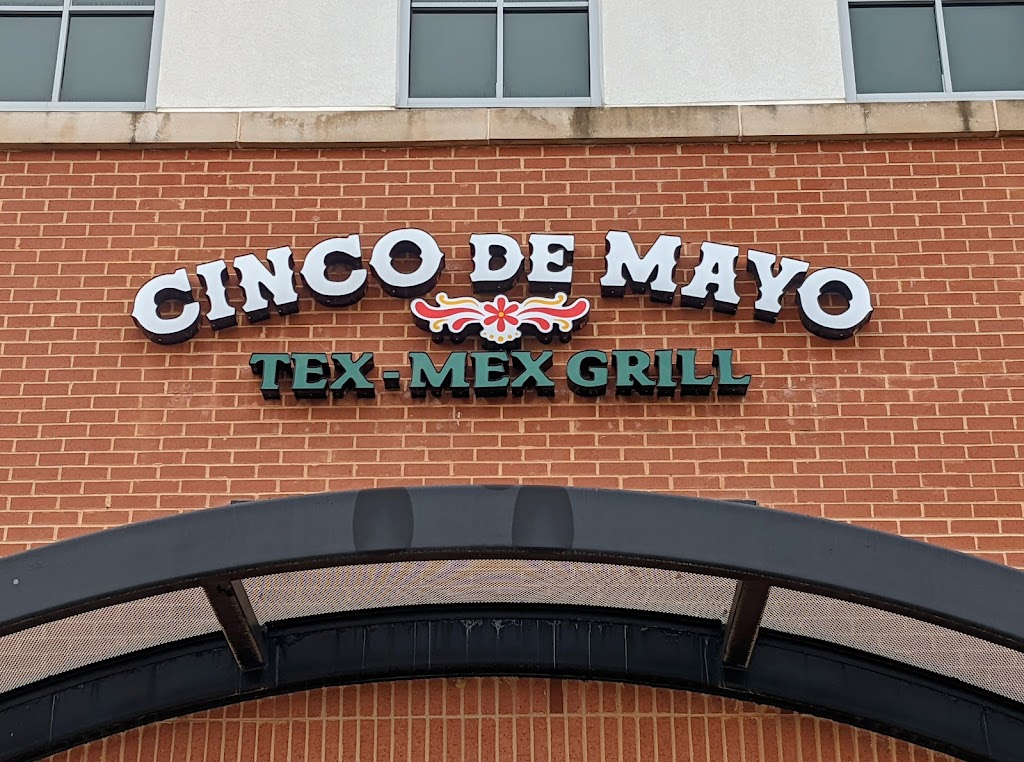 CINCO DE MAYO
TEX-MEX GRILL